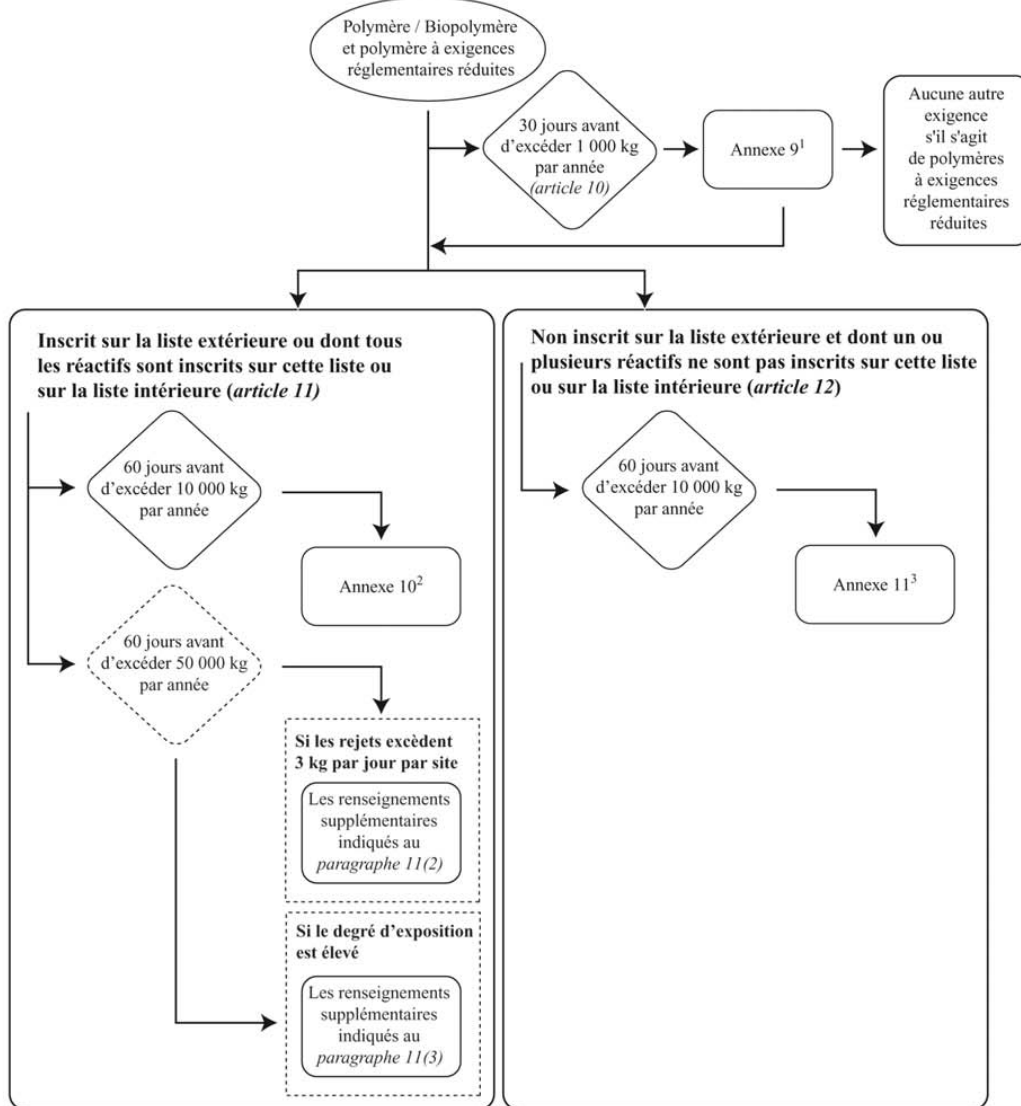 Polymère / Biopolymère
et polymère à exigences
réglementaires réduites
30 jours avant
d'excéder 1 000 kg
par année
(article 10)
Annexe 9¹
Aucune autre
exigence
s'il s'agit
de polymères
à exigences
réglementaires
réduites
Inscrit sur la liste extérieure ou dont tous
les réactifs sont inscrits sur cette liste ou
sur la liste intérieure (article 11)
60 jours avant
d'excéder 10 000 kg
par année
Annexe 10²
60 jours avant
d'excéder 50 000 kg
par année
Si les rejets excèdent
3 kg par jour par site
Les renseignements
supplémentaires
indiqués au
paragraphe 11(2)
Si le degré d'exposition
est élevé
Les renseignements
supplémentaires
indiqués au
paragraphe 11(3)
Non inscrit sur la liste extérieure et dont un ou
plusieurs réactifs ne sont pas inscrits sur cette liste
ou sur la liste intérieure (article 12)
60 jours avant
d'excéder 10 000 kg
par année
Annexe 11³